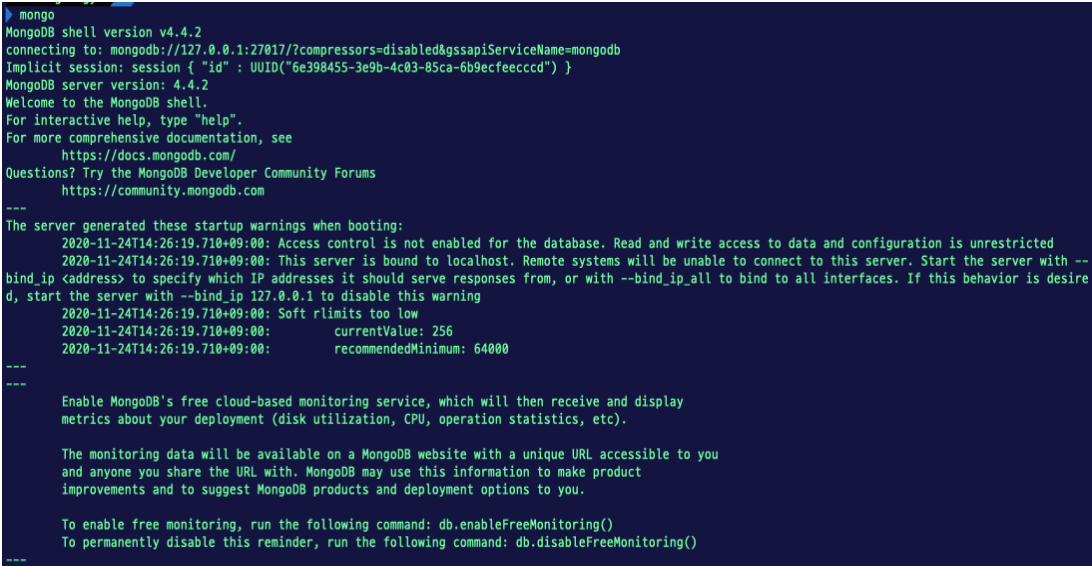 mongo
MongoDB shell version v4.4.2
connecting to: mongodb://127.0.0.1:27017/?compressors=disabled&gssapiServiceName=mongodb
Implicit session: session { "id" : UUID("6e398455-3e9b-4c03-85ca-6b9ecfeecccd") }
MongoDB server version: 4.4.2
Welcome to the MongoDB shell.
For interactive help, type "help".
For more comprehensive documentation, see
        https://docs.mongodb.com/
Questions? Try the MongoDB Developer Community Forums
        https://community.mongodb.com
---
The server generated these startup warnings when booting:
        2020-11-24T14:26:19.710+09:00: Access control is not enabled for the database. Read and write access to data and configuration is unrestricted
        2020-11-24T14:26:19.710+09:00: This server is bound to localhost. Remote systems will be unable to connect to this server. Start the server with --
bind_ip <address> to specify which IP addresses it should serve responses from, or with --bind_ip_all to bind to all interfaces. If this behavior is desire
d, start the server with --bind_ip 127.0.0.1 to disable this warning
        2020-11-24T14:26:19.710+09:00: Soft rlimits too low
        2020-11-24T14:26:19.710+09:00:         currentValue: 256
        2020-11-24T14:26:19.710+09:00:         recommendedMinimum: 64000
---
---
        Enable MongoDB's free cloud-based monitoring service, which will then receive and display
        metrics about your deployment (disk utilization, CPU, operation statistics, etc).

        The monitoring data will be available on a MongoDB website with a unique URL accessible to you
        and anyone you share the URL with. MongoDB may use this information to make product
        improvements and to suggest MongoDB products and deployment options to you.

        To enable free monitoring, run the following command: db.enableFreeMonitoring()
        To permanently disable this reminder, run the following command: db.disableFreeMonitoring()
---